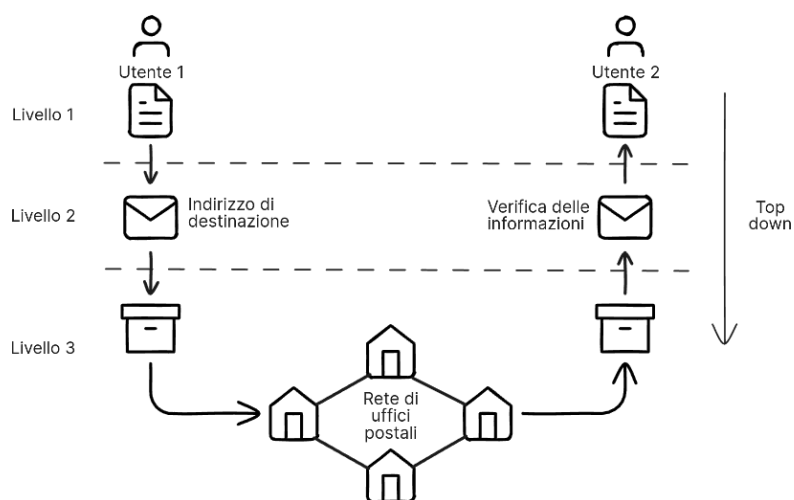 Utente 1
Utente 2
Livello 1
Livello 2
Indirizzo di
destinazione
Verifica delle
informazioni
Top
down
Livello 3
Rete di
uffici
postali